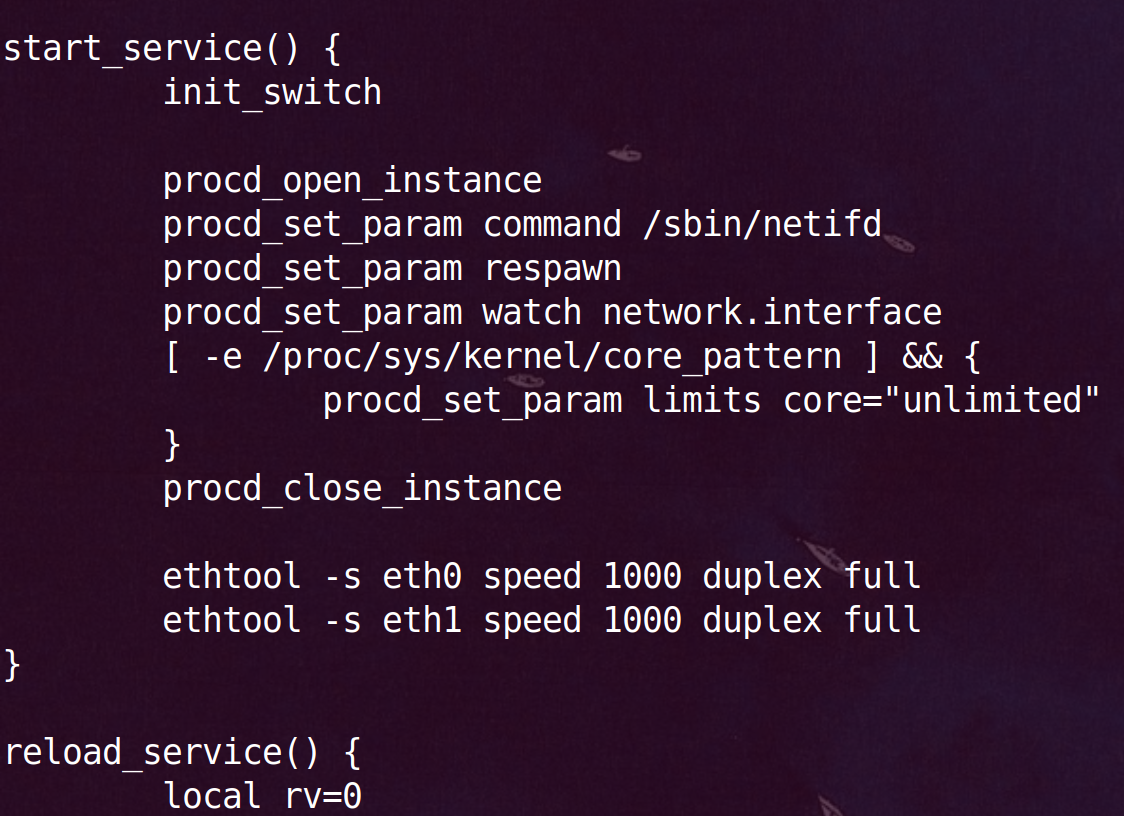 start_service() {
        init_switch

        procd_open_instance
        procd_set_param command /sbin/netifd
        procd_set_param respawn
        procd_set_param watch network.interface
        [ -e /proc/sys/kernel/core_pattern ] && {
                procd_set_param limits core="unlimited"
        }
        procd_close_instance

        ethtool -s eth0 speed 1000 duplex full
        ethtool -s eth1 speed 1000 duplex full
}

reload_service() {
        local rv=0